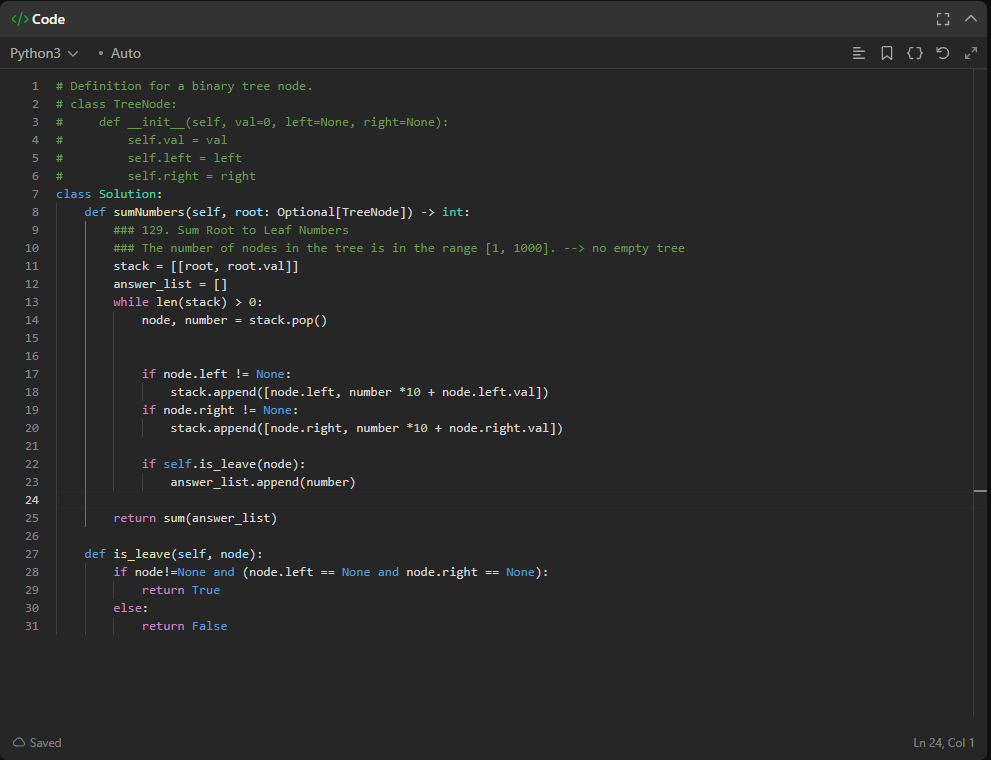 </> Code
Python3 • Auto
1 # Definition for a binary tree node.
2 # class TreeNode:
3 #     def __init__(self, val=0, left=None, right=None):
4 #         self.val = val
5 #         self.left = left
6 #         self.right = right
7 class Solution:
8     def sumNumbers(self, root: Optional[TreeNode]) -> int:
9         ### 129. Sum Root to Leaf Numbers
10         ### The number of nodes in the tree is in the range [1, 1000]. --> no empty tree
11         stack = [[root, root.val]]
12         answer_list = []
13         while len(stack) > 0:
14             node, number = stack.pop()
15
16
17             if node.left != None:
18                 stack.append([node.left, number *10 + node.left.val])
19             if node.right != None:
20                 stack.append([node.right, number *10 + node.right.val])
21
22             if self.is_leave(node):
23                 answer_list.append(number)
24
25         return sum(answer_list)
26
27     def is_leave(self, node):
28         if node!=None and (node.left == None and node.right == None):
29             return True
30         else:
31             return False
Saved
Ln 24, Col 1